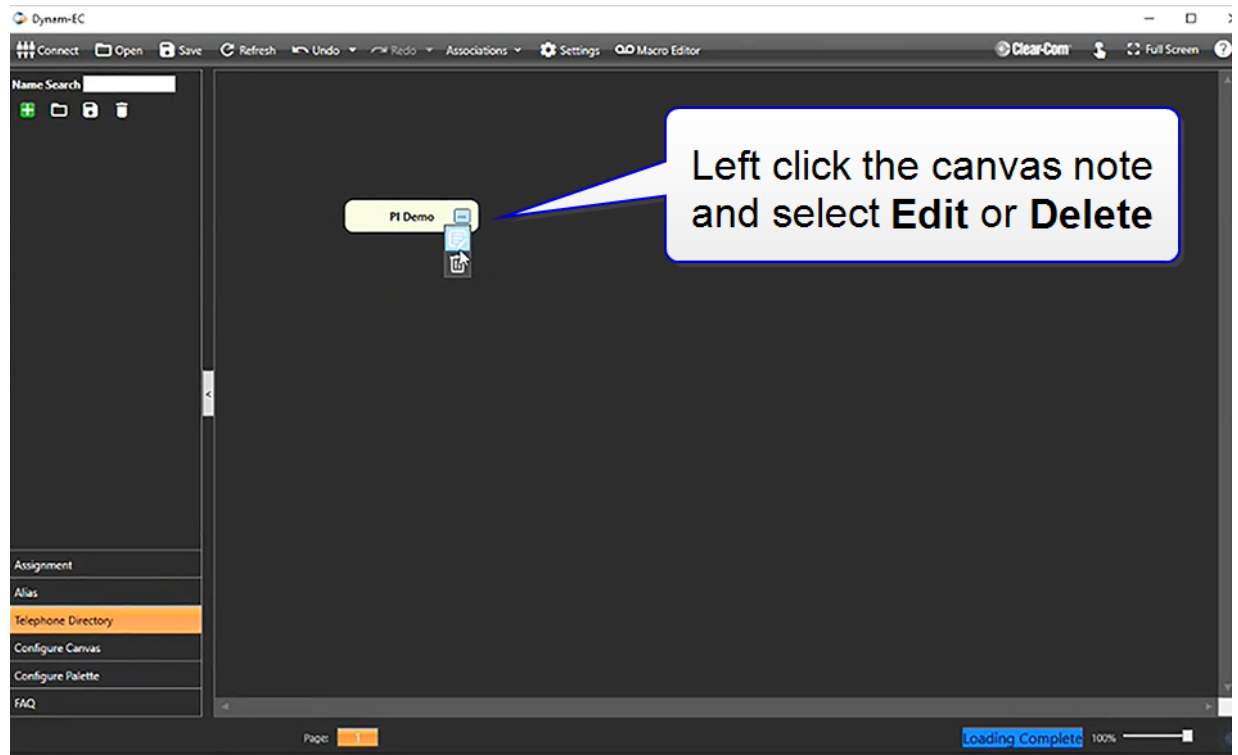 Dynam-EC
Connect Open Save Refresh Undo Redo Associations Settings Macro Editor Clear-Com Full Screen ?
Name Search
Left click the canvas note
and select Edit or Delete
PI Demo
Assignment
Alias
Telephone Directory
Configure Canvas
Configure Palette
FAQ
Page: 1 Loading Complete 100%